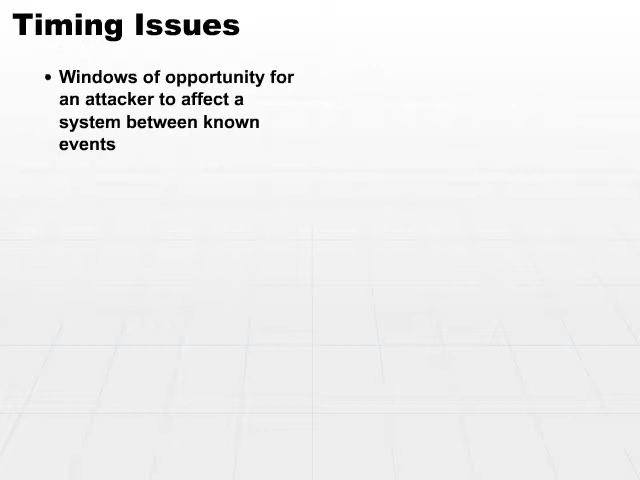 Timing Issues
• Windows of opportunity for
an attacker to affect a
system between known
events